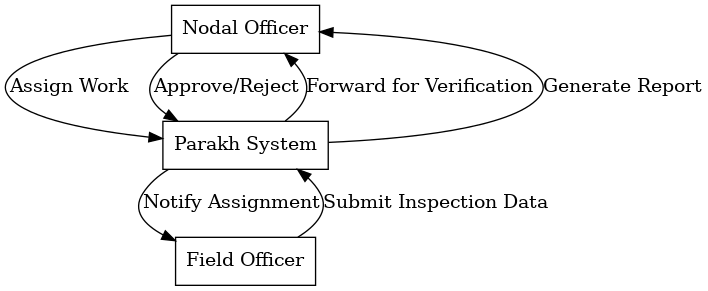 Nodal Officer
Assign Work
Approve/Reject
Forward for Verification
Generate Report
Parakh System
Notify Assignment
Submit Inspection Data
Field Officer